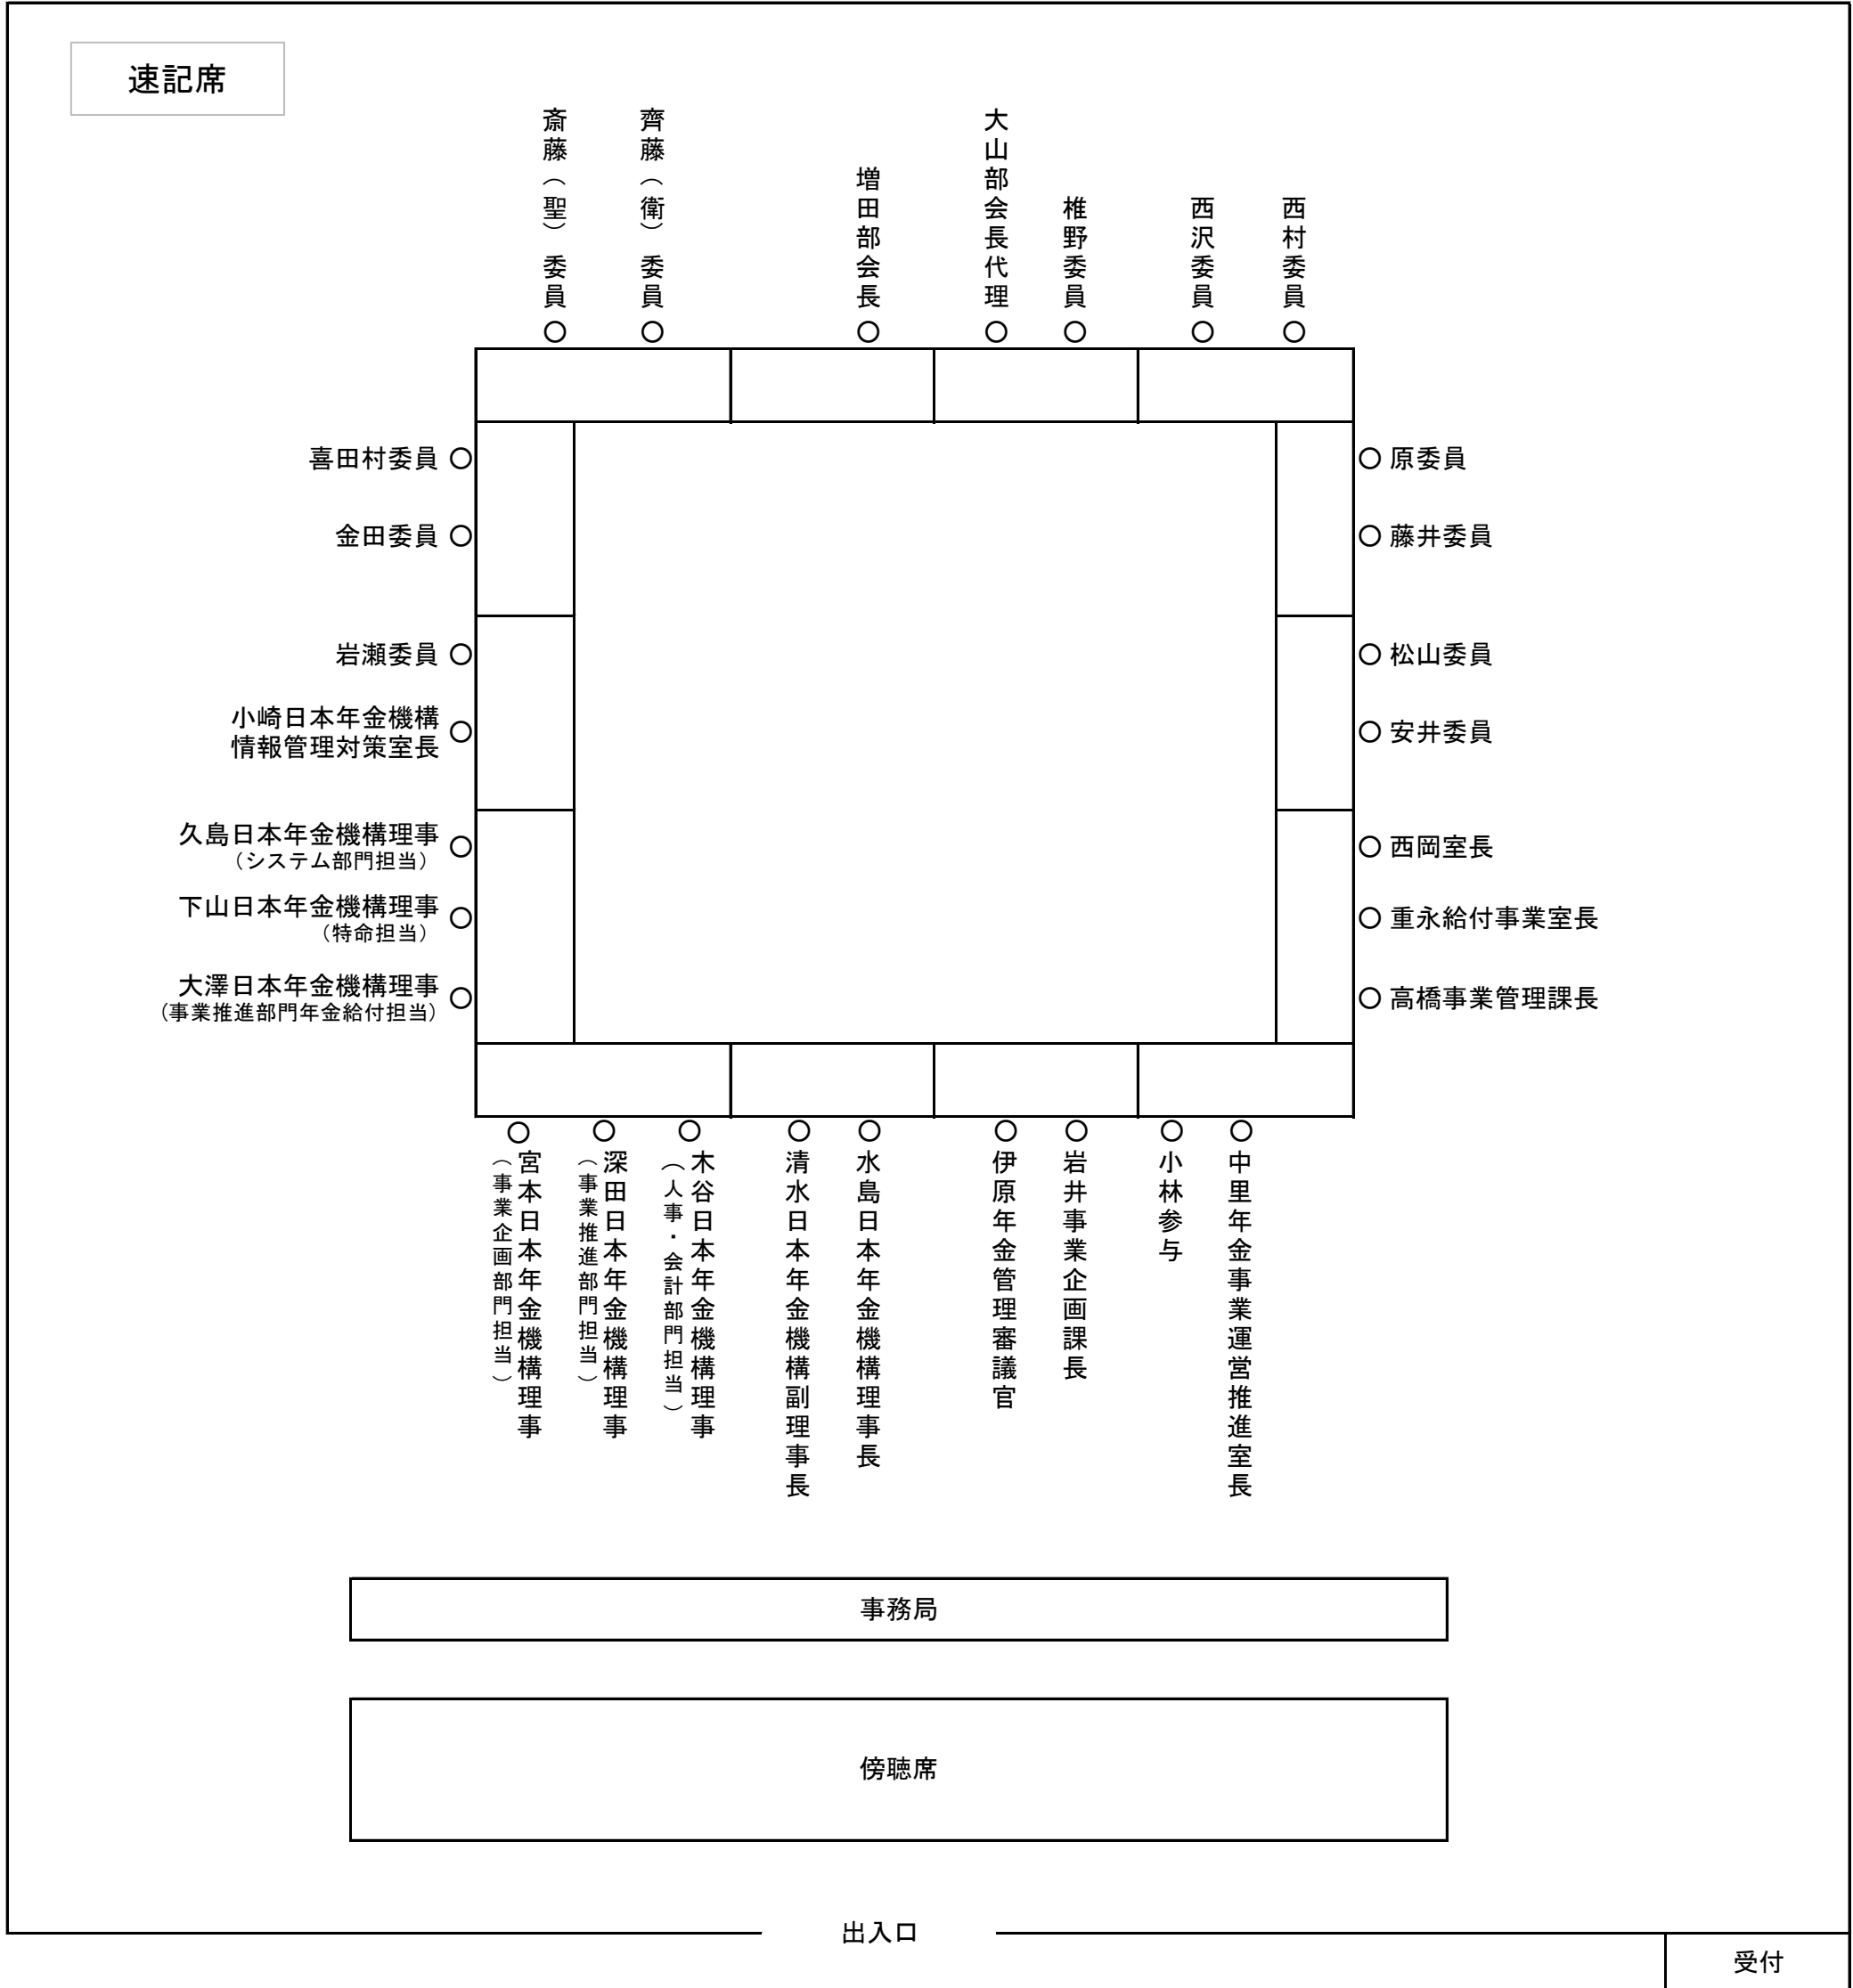 速記席
斎藤（聖）委員
齊藤（衛）委員
増田部会長
大山部会長代理
椎野委員
西沢委員
西村委員
喜田村委員
金田委員
岩瀬委員
小崎日本年金機構
情報管理対策室長
久島日本年金機構理事
（システム部門担当）
下山日本年金機構理事
（特命担当）
大澤日本年金機構理事
（事業推進部門年金給付担当）
原委員
藤井委員
松山委員
安井委員
西岡室長
重永給付事業室長
高橋事業管理課長
宮本日本年金機構理事
（事業企画部門担当）
深田日本年金機構理事
（事業推進部門担当）
木谷日本年金機構理事
（人事・会計部門担当）
清水日本年金機構副理事長
水島日本年金機構理事長
伊原年金管理審議官
岩井事業企画課長
小林参与
中里年金事業運営推進室長
事務局
傍聴席
出入口
受付